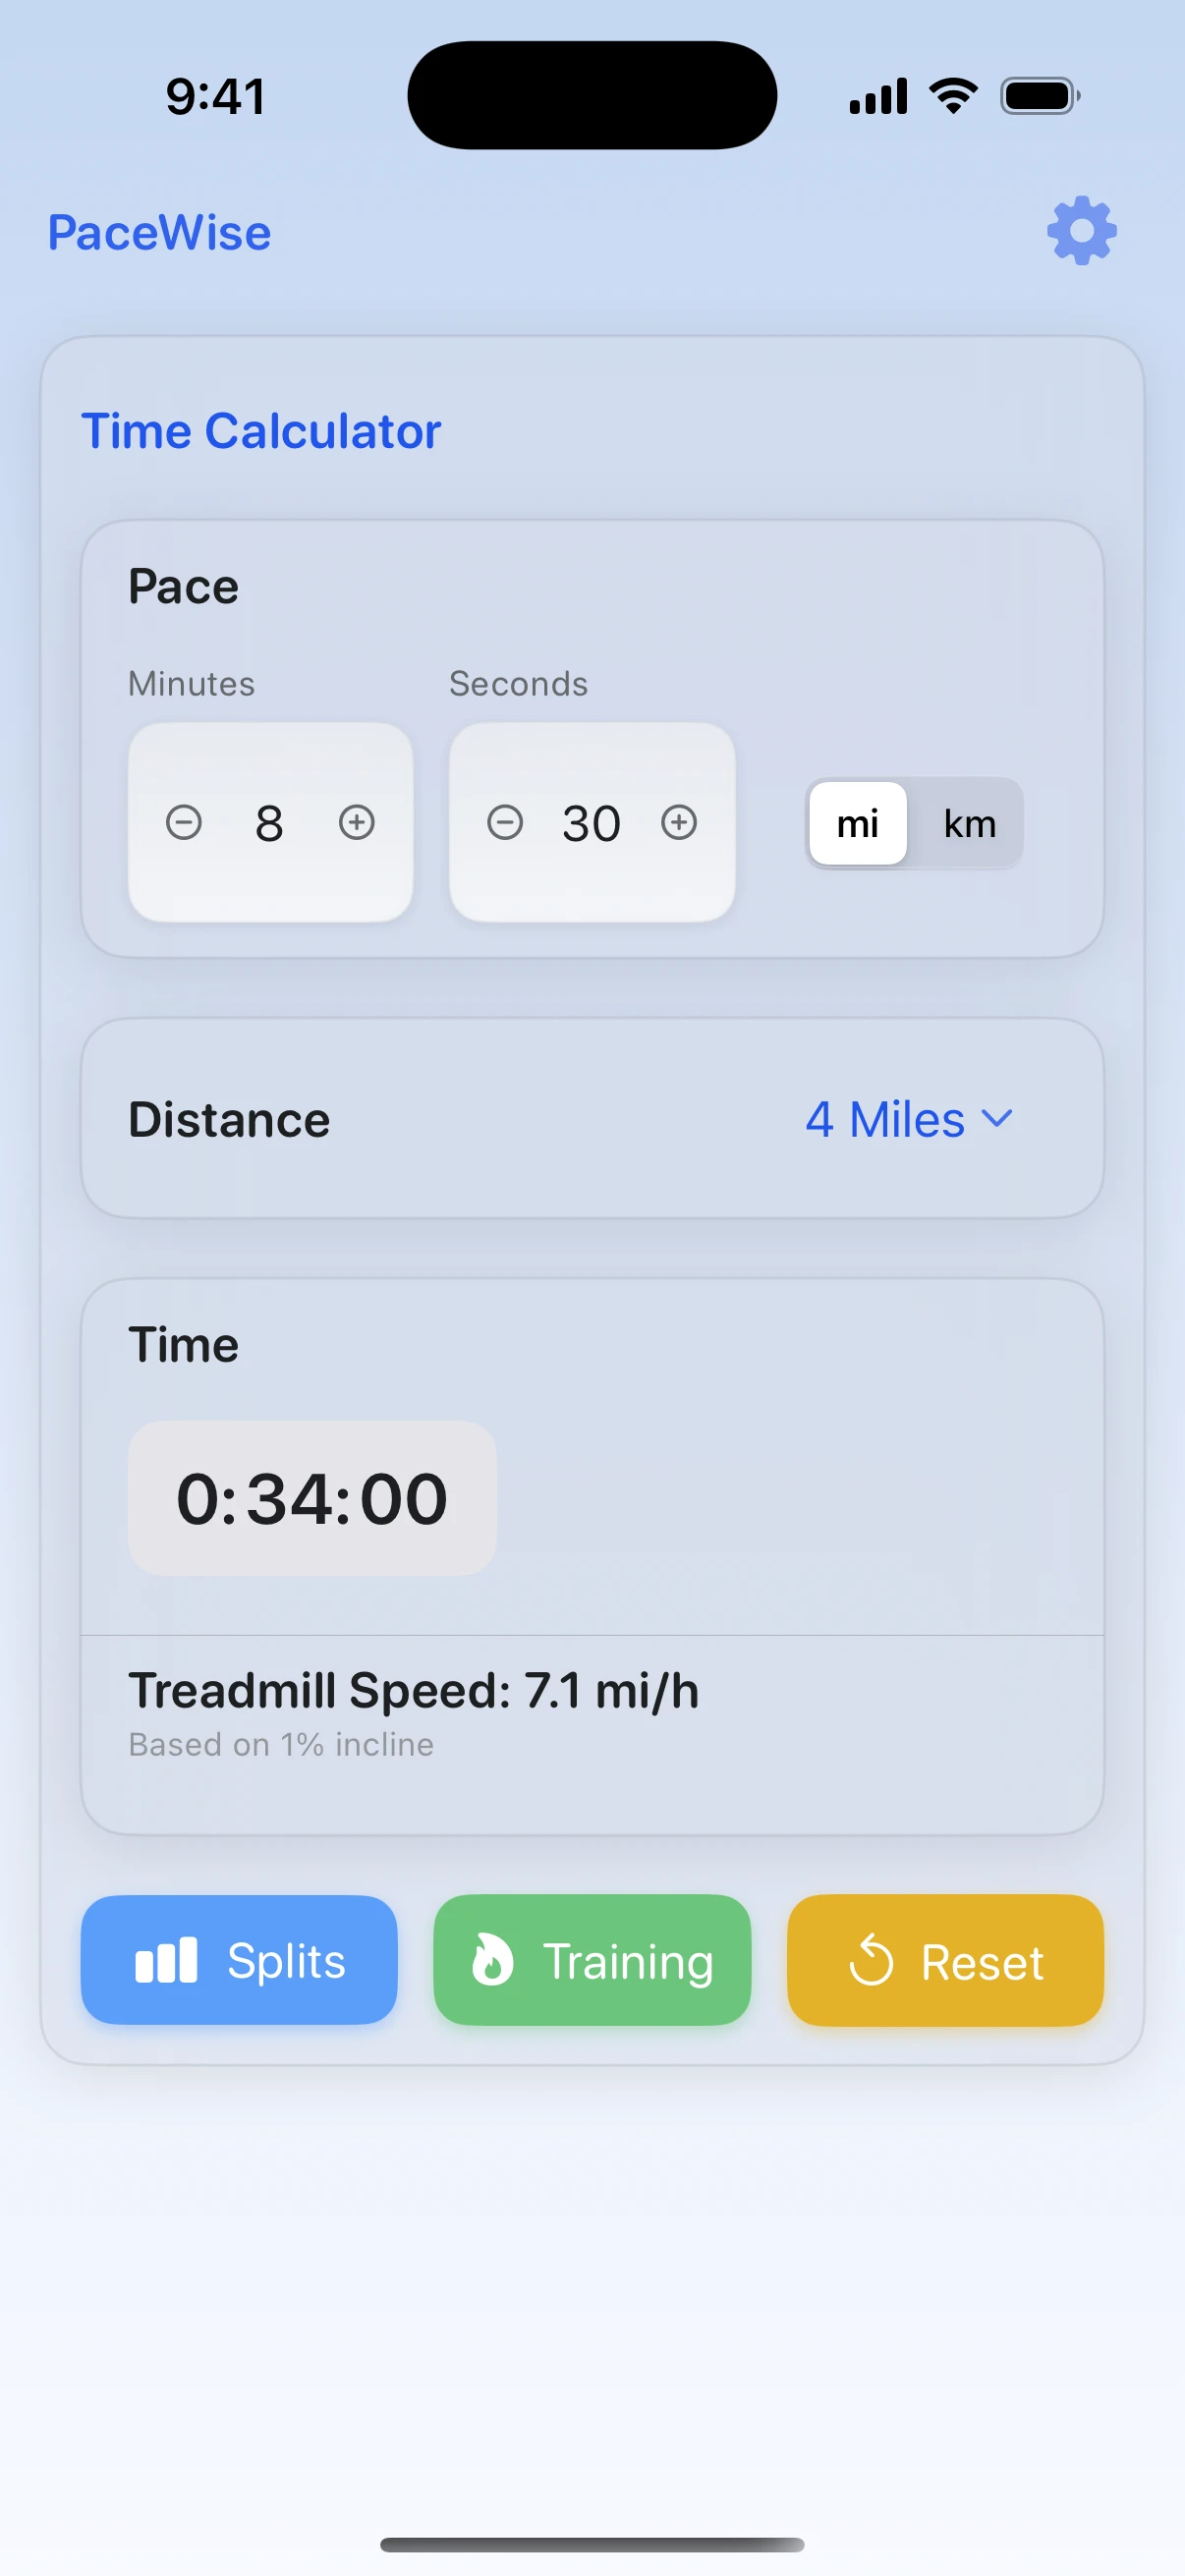 9:41
PaceWise
Time Calculator
Pace
Minutes Seconds
8 30 mi km
Distance 4 Miles
Time
0:34:00
Treadmill Speed: 7.1 mi/h
Based on 1% incline
Splits Training Reset